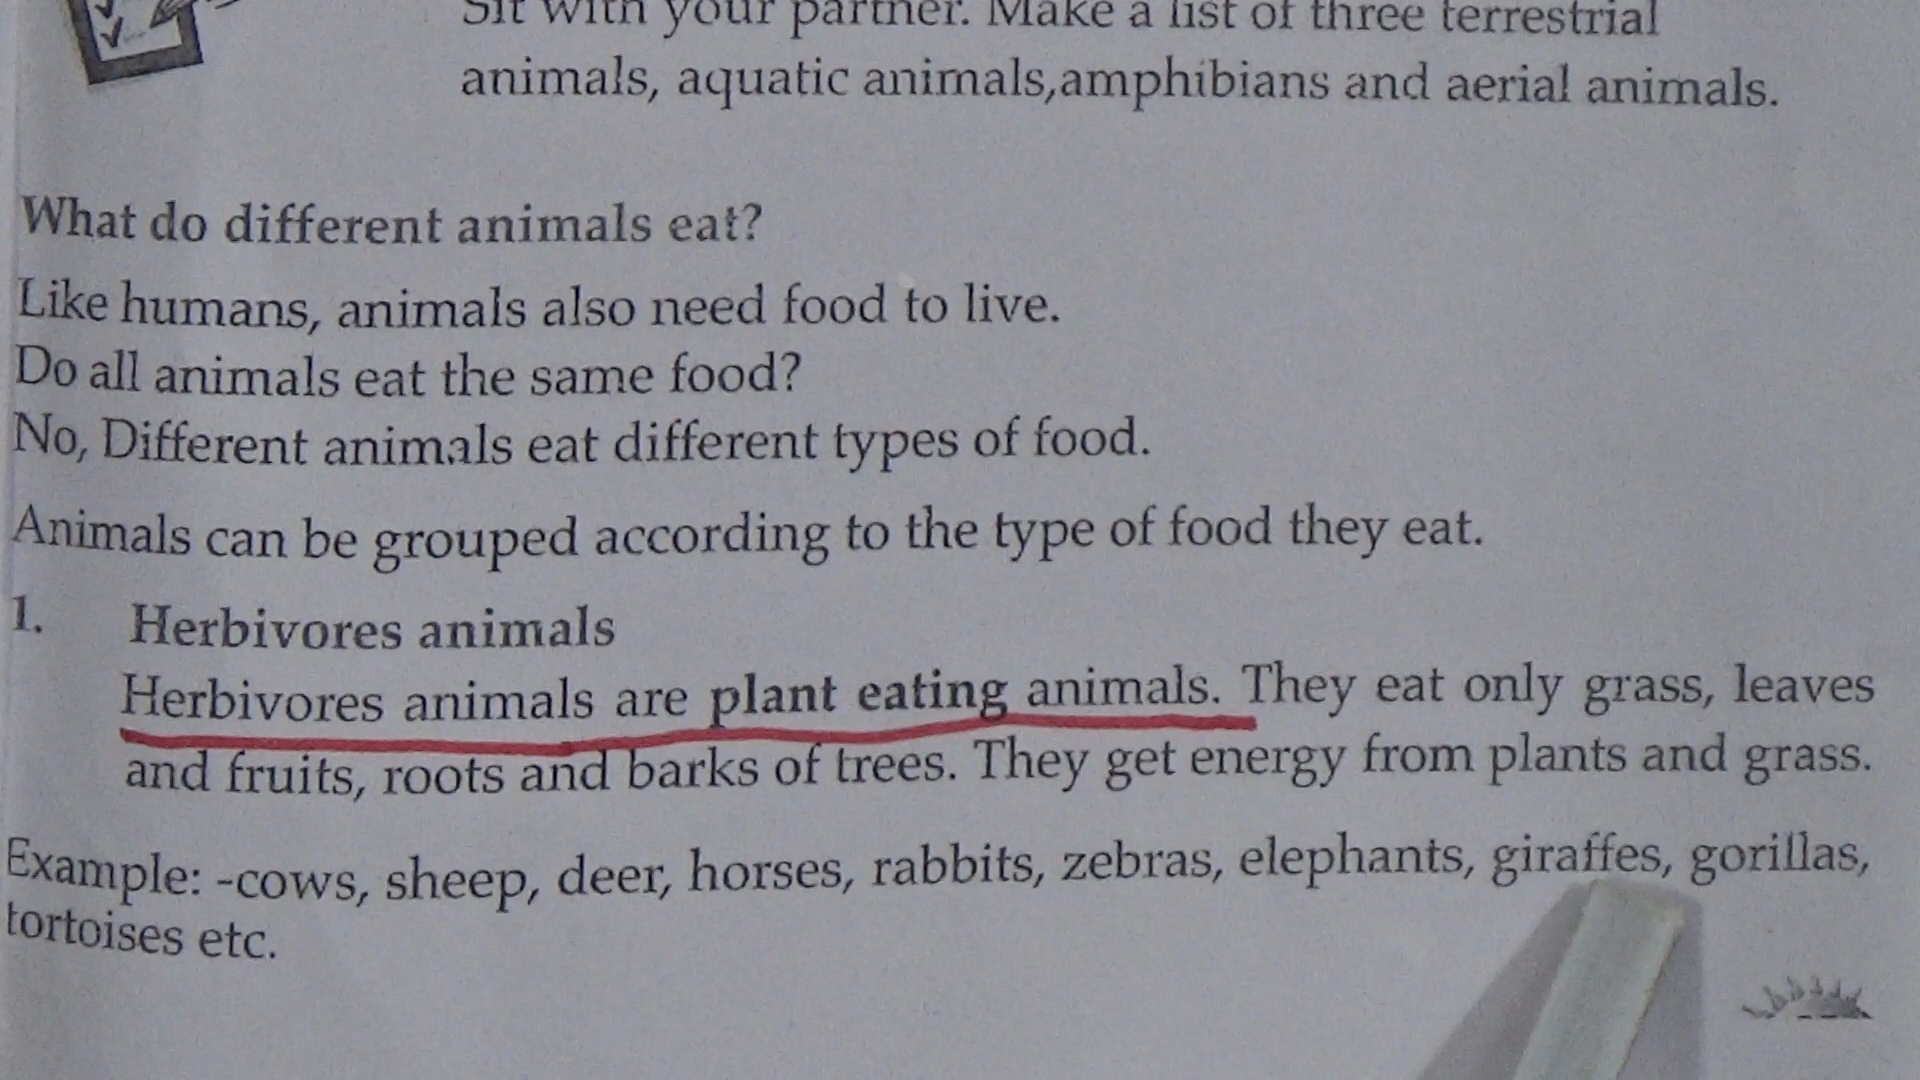 Sit with your partner. Make a list of three terrestrial
animals, aquatic animals,amphibians and aerial animals.
What do different animals eat?
Like humans, animals also need food to live.
Do all animals eat the same food?
No, Different animals eat different types of food.
Animals can be grouped according to the type of food they eat.
1. Herbivores animals
Herbivores animals are plant eating animals. They eat only grass, leaves
and fruits, roots and barks of trees. They get energy from plants and grass.
Example: -cows, sheep, deer, horses, rabbits, zebras, elephants, giraffes, gorillas,
tortoises etc.